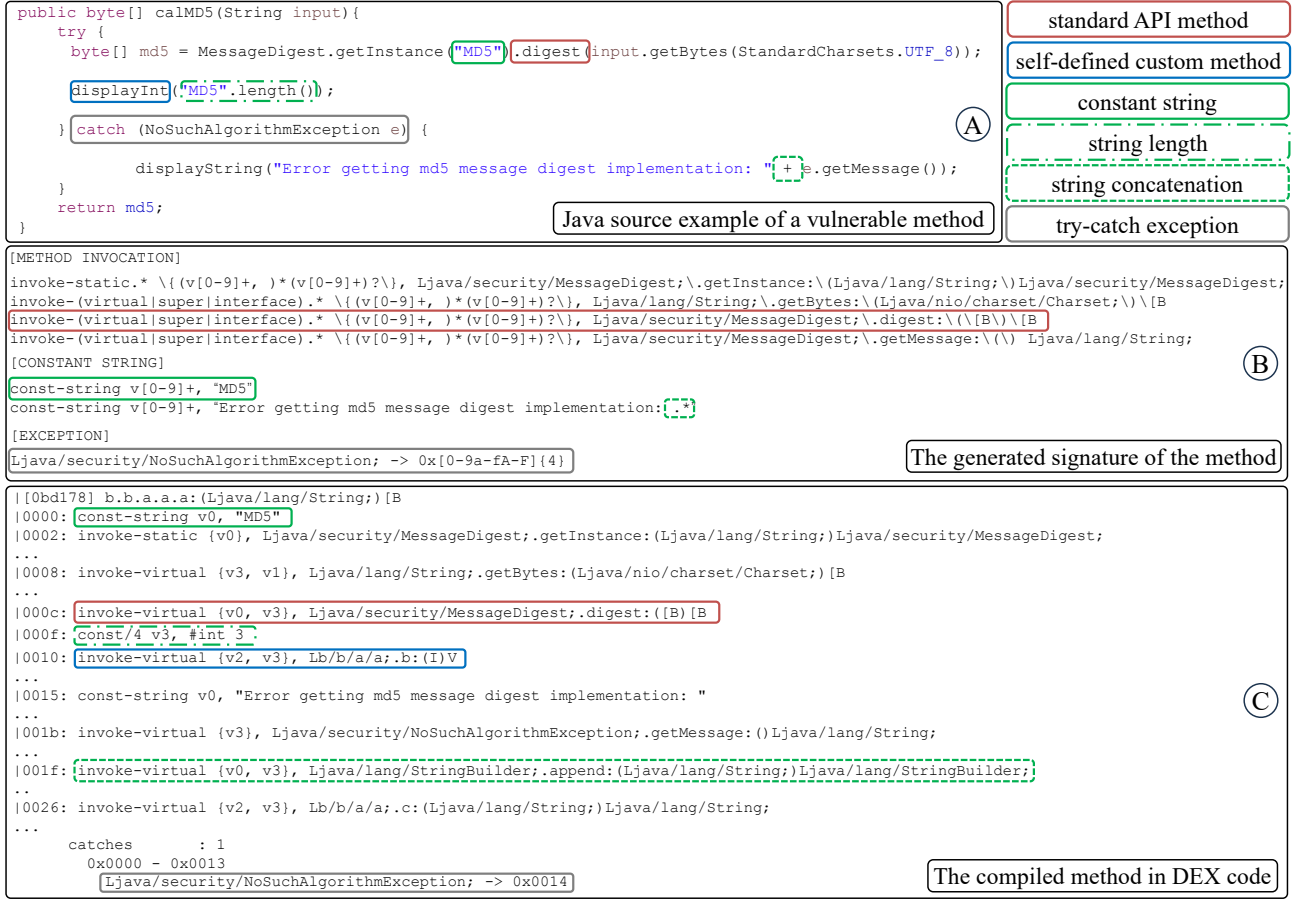 public byte[] calMD5(String input){
try {
byte[] md5 = MessageDigest.getInstance("MD5").digest(input.getBytes(StandardCharsets.UTF_8));
displayInt("MD5".length());
} catch (NoSuchAlgorithmException e) {
displayString("Error getting md5 message digest implementation: " + e.getMessage());
}
return md5;
}
A
Java source example of a vulnerable method
standard API method
self-defined custom method
constant string
string length
string concatenation
try-catch exception
[METHOD INVOCATION]
invoke-static.* \{(v[0-9]+, )*(v[0-9]+)?\}, Ljava/security/MessageDigest;\.getInstance:\(Ljava/lang/String;\)Ljava/security/MessageDigest;
invoke-(virtual|super|interface).* \{(v[0-9]+, )*(v[0-9]+)?\}, Ljava/lang/String;\.getBytes:\(Ljava/nio/charset/Charset;\)\[B
invoke-(virtual|super|interface).* \{(v[0-9]+, )*(v[0-9]+)?\}, Ljava/security/MessageDigest;\.digest:\(\[B\)\[B
invoke-(virtual|super|interface).* \{(v[0-9]+, )*(v[0-9]+)?\}, Ljava/security/MessageDigest;\.getMessage:\(\) Ljava/lang/String;
[CONSTANT STRING]
const-string v[0-9]+, "MD5"
const-string v[0-9]+, "Error getting md5 message digest implementation: .*"
[EXCEPTION]
Ljava/security/NoSuchAlgorithmException; -> 0x[0-9a-fA-F]{4}
B
The generated signature of the method
|[0bd178] b.b.a.a.a:(Ljava/lang/String;)[B
|0000: const-string v0, "MD5"
|0002: invoke-static {v0}, Ljava/security/MessageDigest;.getInstance:(Ljava/lang/String;)Ljava/security/MessageDigest;
...
|0008: invoke-virtual {v3, v1}, Ljava/lang/String;.getBytes:(Ljava/nio/charset/Charset;)[B
...
|000c: invoke-virtual {v0, v3}, Ljava/security/MessageDigest;.digest:([B)[B
|000f: const/4 v3, #int 3
|0010: invoke-virtual {v2, v3}, Lb/b/a/a;.b:(I)V
...
|0015: const-string v0, "Error getting md5 message digest implementation: "
...
|001b: invoke-virtual {v3}, Ljava/security/NoSuchAlgorithmException;.getMessage:()Ljava/lang/String;
...
|001f: invoke-virtual {v0, v3}, Ljava/lang/StringBuilder;.append:(Ljava/lang/String;)Ljava/lang/StringBuilder;
..
|0026: invoke-virtual {v2, v3}, Lb/b/a/a;.c:(Ljava/lang/String;)Ljava/lang/String;
...
catches : 1
0x0000 - 0x0013
Ljava/security/NoSuchAlgorithmException; -> 0x0014
C
The compiled method in DEX code